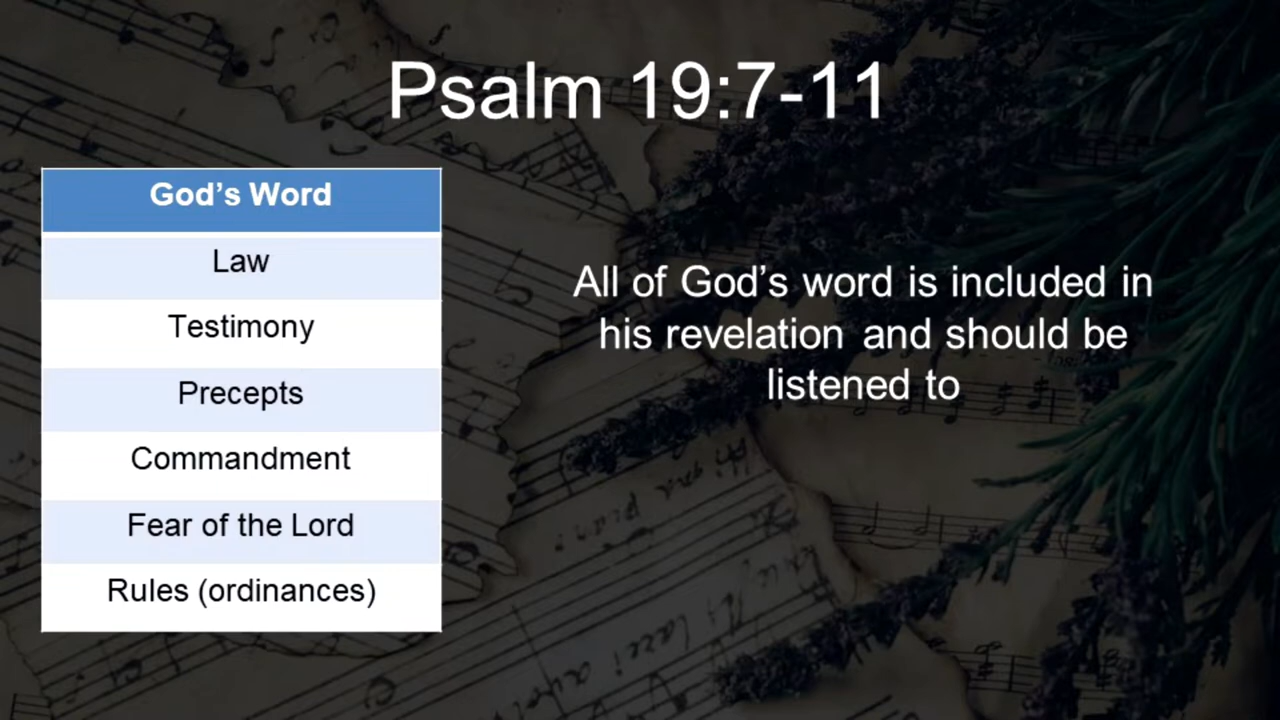 Psalm 19:7-11
God's Word
Law
Testimony
Precepts
Commandment
Fear of the Lord
Rules (ordinances)
All of God's word is included in
his revelation and should be
listened to